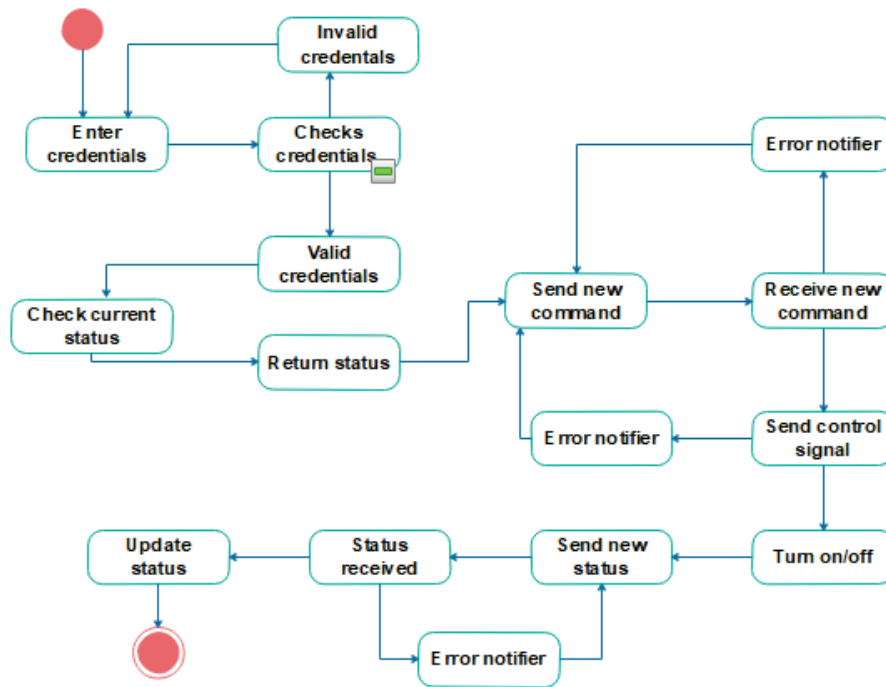 Invalid
credentals
Enter
credentials
Checks
credentials
Error notifier
Valid
credentials
Check current
status
Return status
Send new
command
Receive new
command
Error notifier
Send control
signal
Update
status
Status
received
Send new
status
Turn on/off
Error notifier